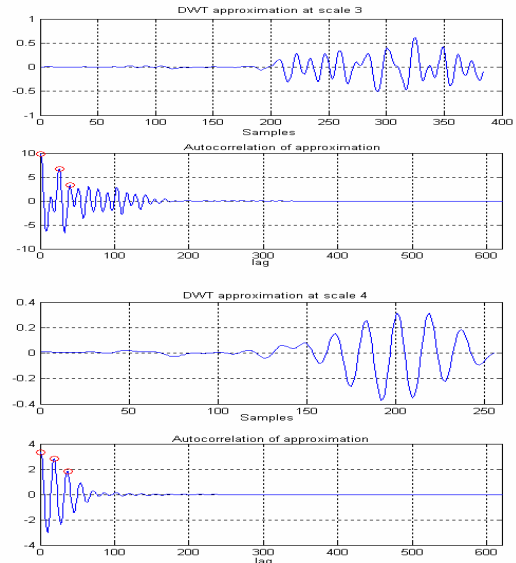 DWT approximation at scale 3
1
0.5
0
-0.5
-1
0 50 100 150 200 250 300 350 400
Samples
Autocorrelation of approximation
10
5
0
-5
-10
0 100 200 300 400 500 600
lag
DWT approximation at scale 4
0.4
0.2
0
-0.2
-0.4
0 50 100 150 200 250
Samples
Autocorrelation of approximation
4
2
0
-2
-4
0 100 200 300 400 500 600
lag